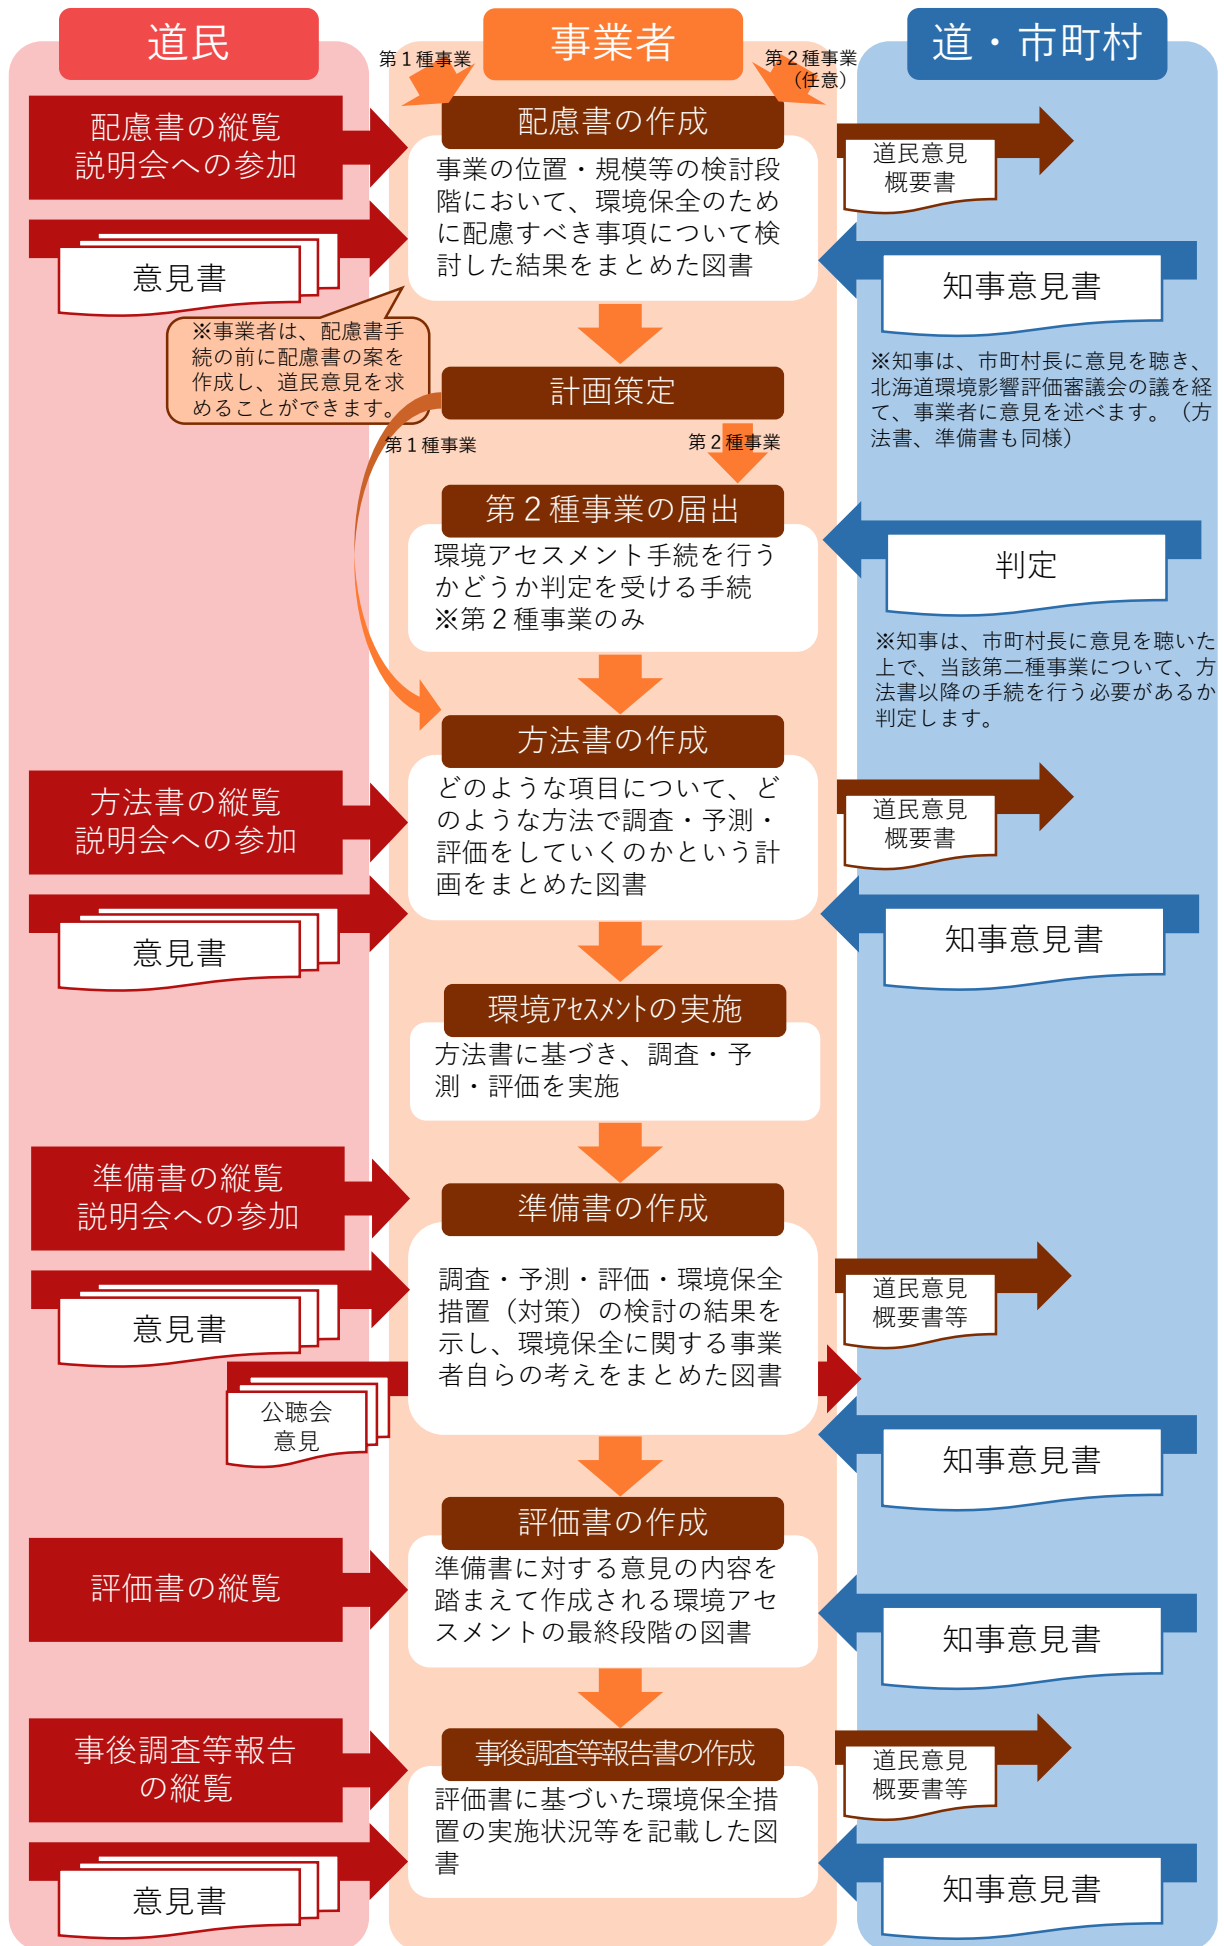 道民
事業者
道・市町村
第１種事業
第２種事業
（任意）
配慮書の縦覧
説明会への参加
配慮書の作成
事業の位置・規模等の検討段
階において、環境保全のため
に配慮すべき事項について検
討した結果をまとめた図書
道民意見
概要書
意見書
知事意見書
※事業者は、配慮書手
続の前に配慮書の案を
作成し、道民意見を求
めることができます。
※知事は、市町村長に意見を聴き、
北海道環境影響評価審議会の議を経
て、事業者に意見を述べます。（方
法書、準備書も同様）
計画策定
第１種事業
第２種事業
第２種事業の届出
環境アセスメント手続を行う
かどうか判定を受ける手続
※第２種事業のみ
判定
※知事は、市町村長に意見を聴いた
上で、当該第二種事業について、方
法書以降の手続を行う必要があるか
判定します。
方法書の縦覧
説明会への参加
方法書の作成
どのような項目について、ど
のような方法で調査・予測・
評価をしていくのかという計
画をまとめた図書
道民意見
概要書
意見書
知事意見書
環境ｱｾｽﾒﾝﾄの実施
方法書に基づき、調査・予
測・評価を実施
準備書の縦覧
説明会への参加
準備書の作成
調査・予測・評価・環境保全
措置（対策）の検討の結果を
示し、環境保全に関する事業
者自らの考えをまとめた図書
道民意見
概要書等
意見書
公聴会
意見
知事意見書
評価書の縦覧
評価書の作成
準備書に対する意見の内容を
踏まえて作成される環境アセ
スメントの最終段階の図書
知事意見書
事後調査等報告
の縦覧
事後調査等報告書の作成
評価書に基づいた環境保全措
置の実施状況等を記載した図
書
道民意見
概要書等
意見書
知事意見書